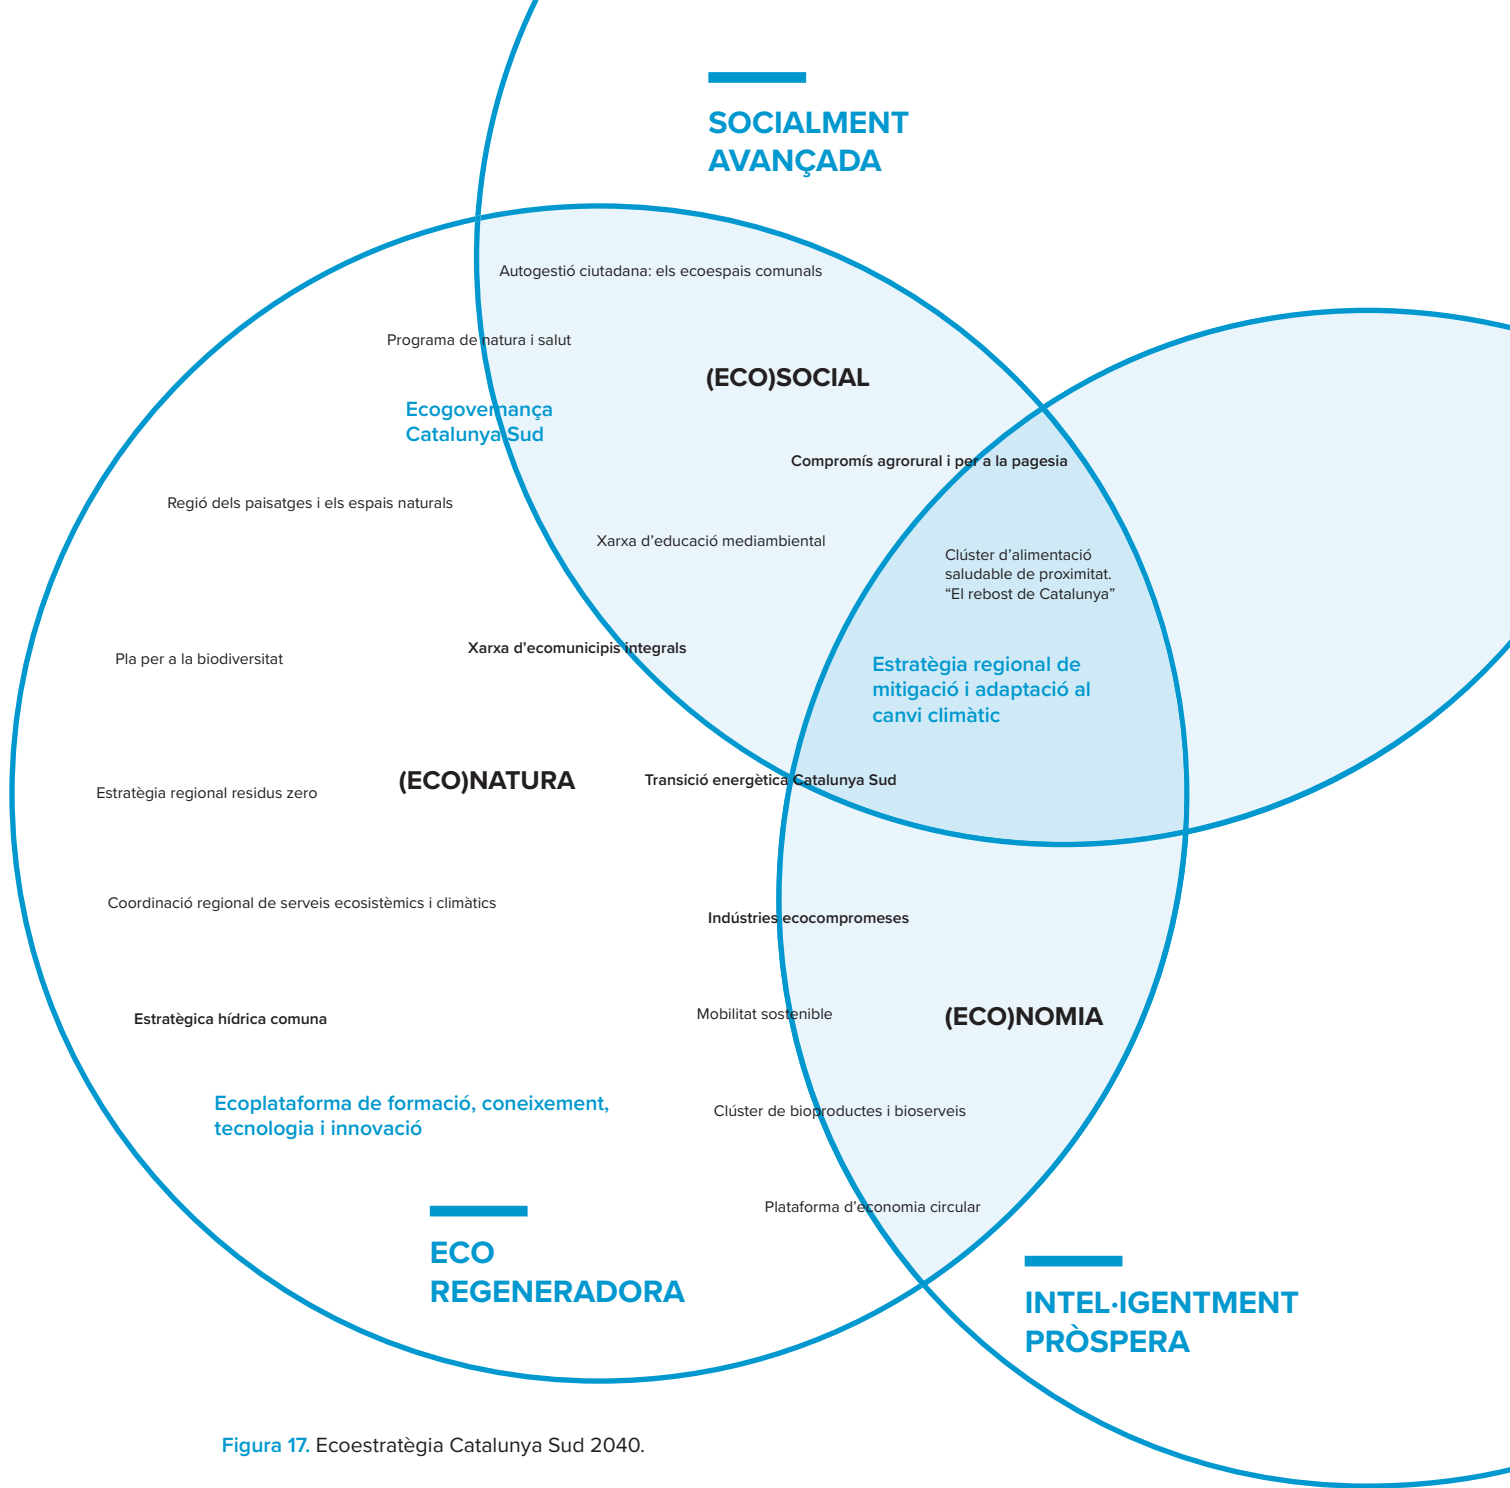 SOCIALMENT
AVANÇADA
Autogestió ciutadana: els ecoespais comunals
Programa de natura i salut
(ECO)SOCIAL
Ecogovernança
Catalunya Sud
Compromís agrorural i per a la pagesia
Regió dels paisatges i els espais naturals
Xarxa d’educació mediambiental
Clúster d’alimentació
saludable de proximitat.
“El rebost de Catalunya”
Xarxa d’ecomunicipis integrals
Pla per a la biodiversitat
Estratègia regional de
mitigació i adaptació al
canvi climàtic
(ECO)NATURA
Transició energètica Catalunya Sud
Estratègia regional residus zero
Coordinació regional de serveis ecosistèmics i climàtics
Indústries ecocompromeses
Estratègica hídrica comuna
Mobilitat sostenible
(ECO)NOMIA
Ecoplataforma de formació, coneixement,
tecnologia i innovació
Clúster de bioproductes i bioserveis
Plataforma d’economia circular
ECO
REGENERADORA
INTEL·IGENTMENT
PRÒSPERA
Figura 17. Ecoestratègia Catalunya Sud 2040.